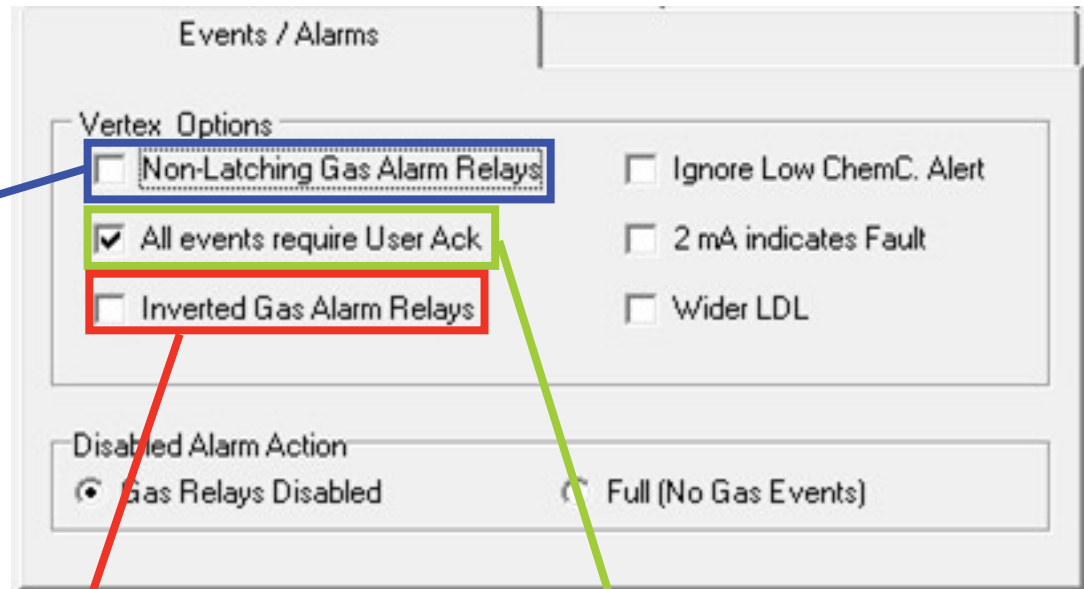 Events / Alarms
Vertex Options
Non-Latching Gas Alarm Relays
Ignore Low ChemC. Alert
All events require User Ack
2 mA indicates Fault
Inverted Gas Alarm Relays
Wider LDL
Disabled Alarm Action
Gas Relays Disabled
Full (No Gas Events)